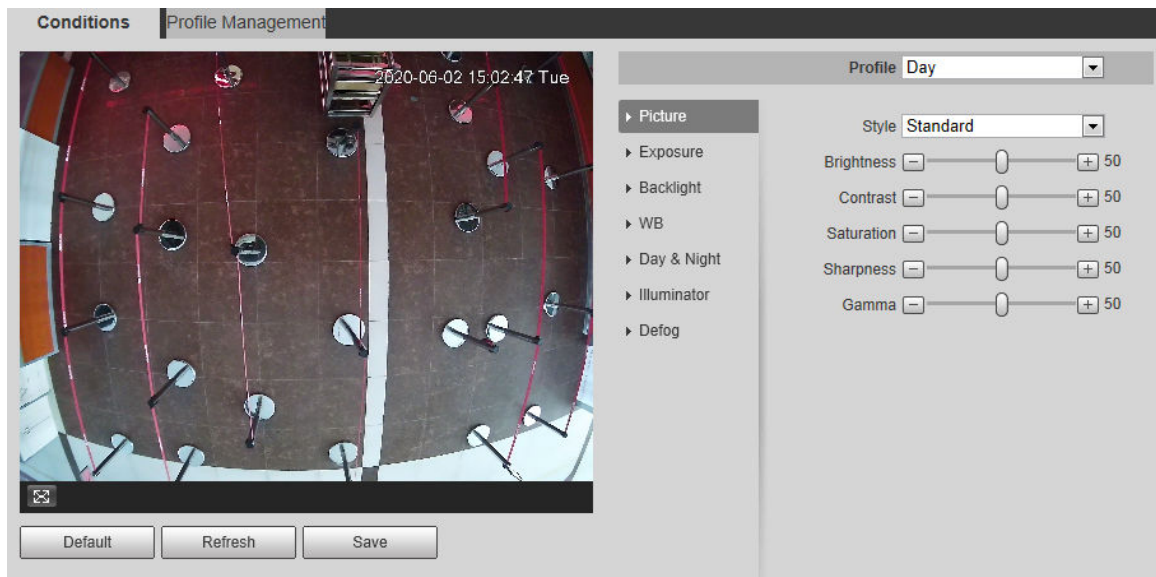 Conditions
Profile Management
2020-06-02 15:02:47 Tue
Profile Day
Picture
Exposure
Backlight
WB
Day & Night
Illuminator
Defog
Style Standard
Brightness 50
Contrast 50
Saturation 50
Sharpness 50
Gamma 50
Default
Refresh
Save